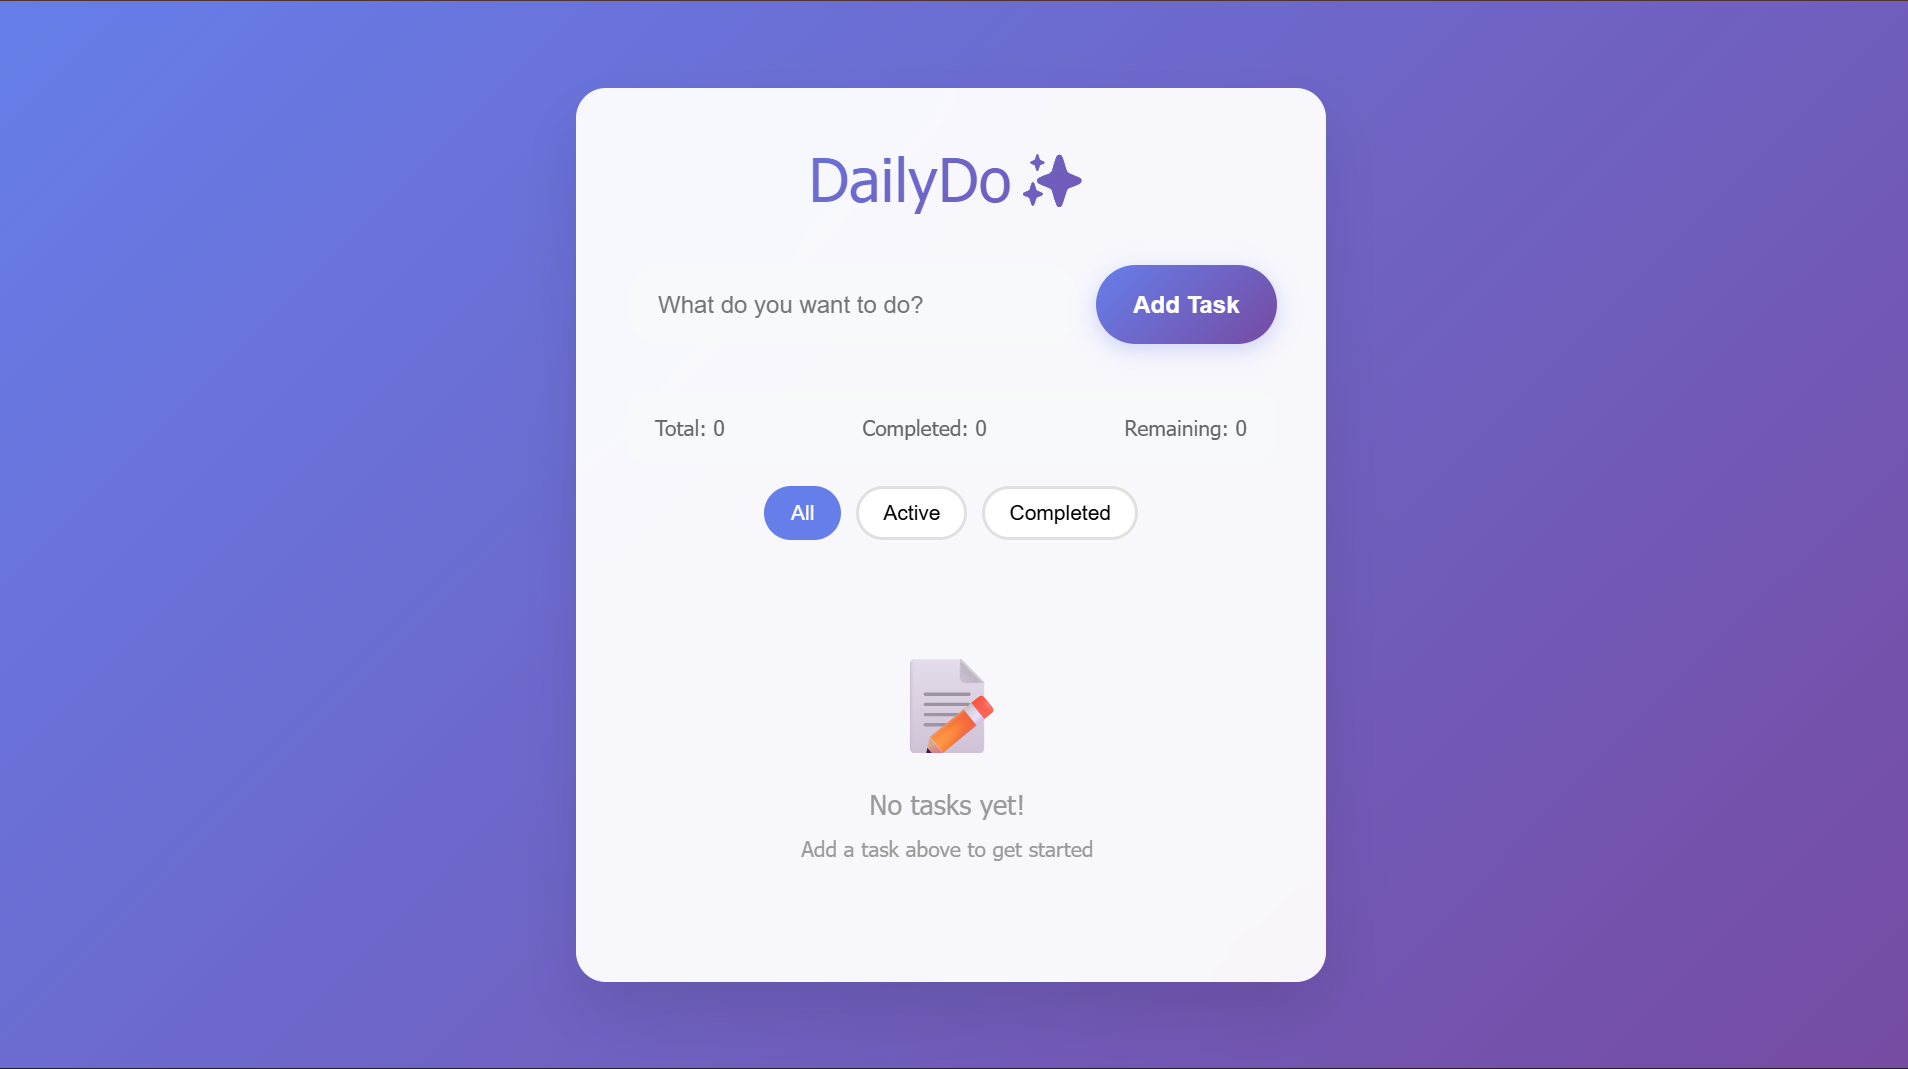 DailyDo ✨
What do you want to do? Add Task
Total: 0 Completed: 0 Remaining: 0
All Active Completed
No tasks yet!
Add a task above to get started